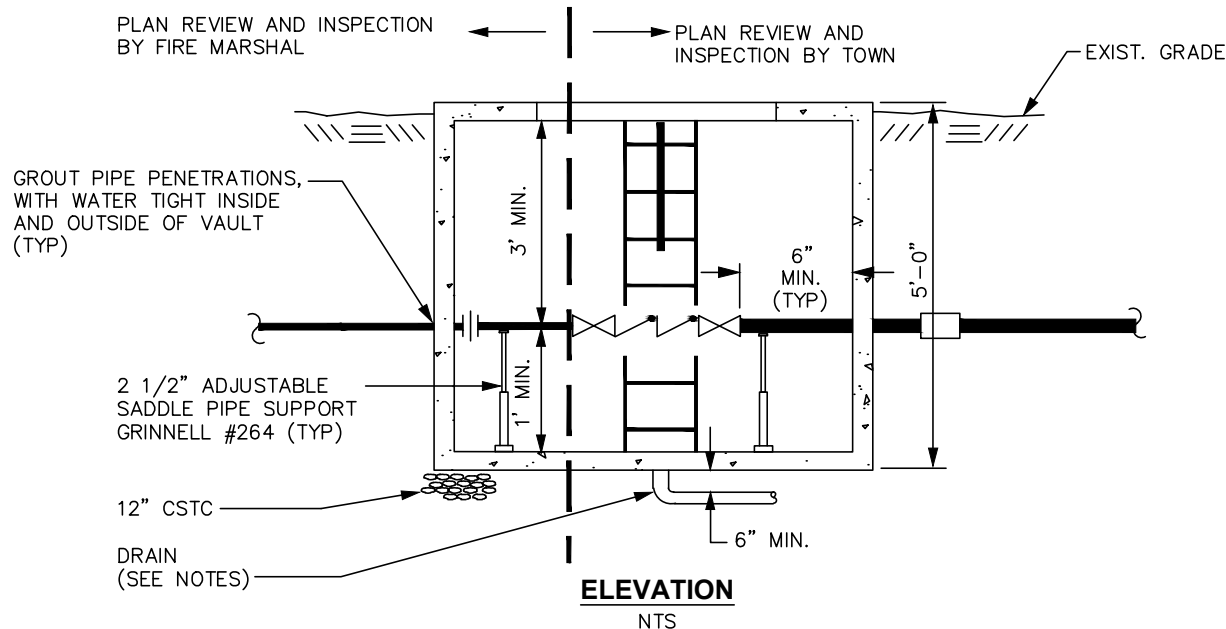 PLAN REVIEW AND INSPECTION
BY FIRE MARSHAL
PLAN REVIEW AND
INSPECTION BY TOWN
EXIST. GRADE
GROUT PIPE PENETRATIONS,
WITH WATER TIGHT INSIDE
AND OUTSIDE OF VAULT
(TYP)
3' MIN.
6"
MIN.
(TYP)
5'-0"
2 1/2" ADJUSTABLE
SADDLE PIPE SUPPORT
GRINNELL #264 (TYP)
1' MIN.
12" CSTC
DRAIN
(SEE NOTES)
6" MIN.
ELEVATION
NTS